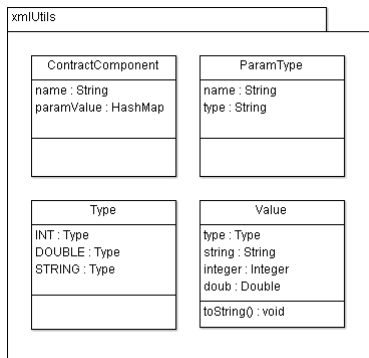 xmlUtils
ContractComponent
name : String
paramValue : HashMap
ParamType
name : String
type : String
Type
INT : Type
DOUBLE : Type
STRING : Type
Value
type : Type
string : String
integer : Integer
doub : Double
toString() : void